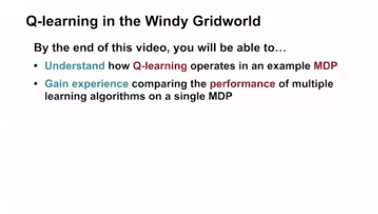 Q-learning in the Windy Gridworld
By the end of this video, you will be able to...
• Understand how Q-learning operates in an example MDP
• Gain experience comparing the performance of multiple
learning algorithms on a single MDP